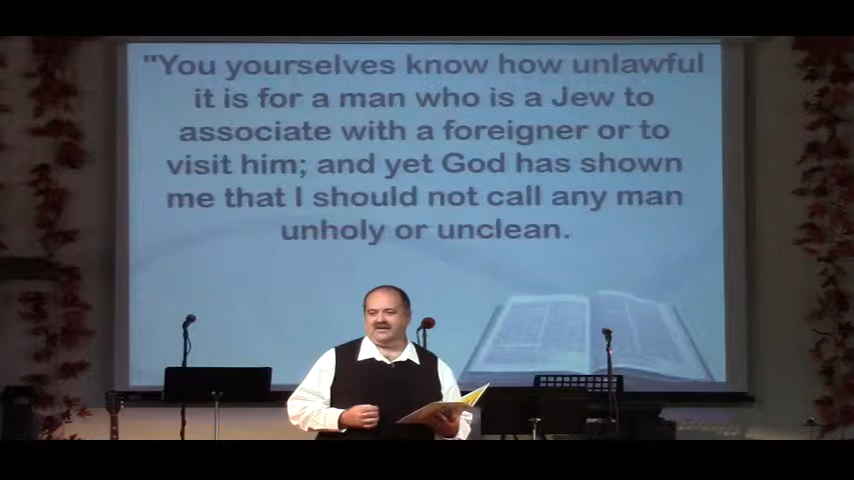 "You yourselves know how unlawful
it is for a man who is a Jew to
associate with a foreigner or to
visit him; and yet God has shown
me that I should not call any man
unholy or unclean.